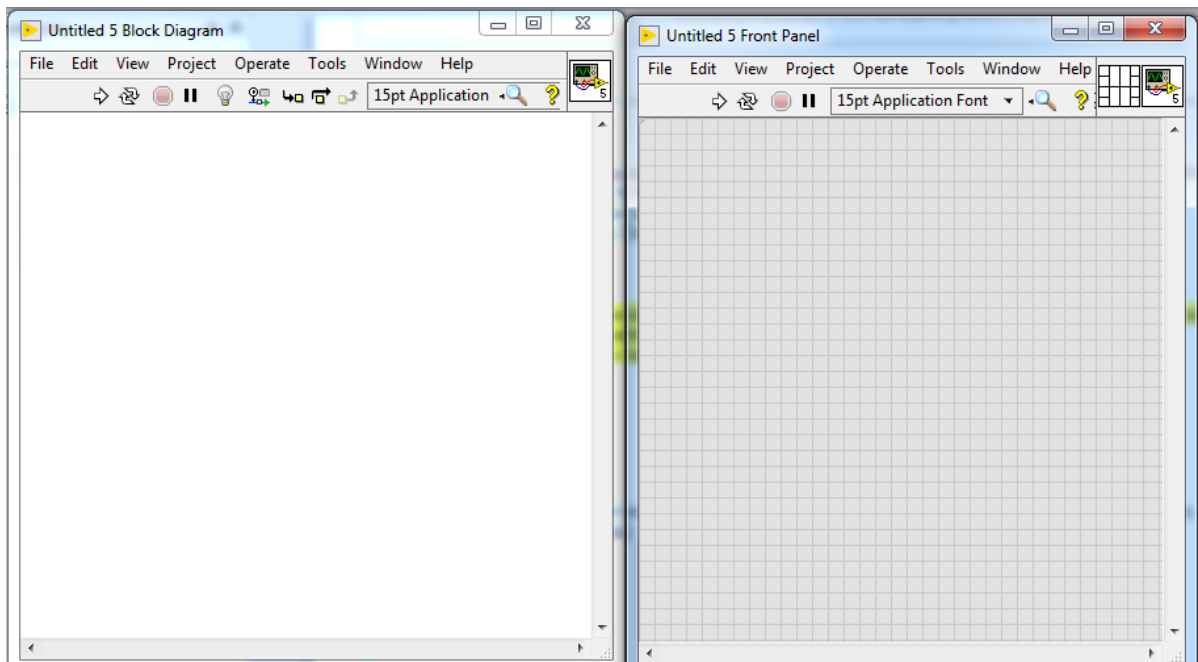 Untitled 5 Block Diagram
File Edit View Project Operate Tools Window Help
15pt Application
?
5
Untitled 5 Front Panel
File Edit View Project Operate Tools Window Help
15pt Application Font
?
5